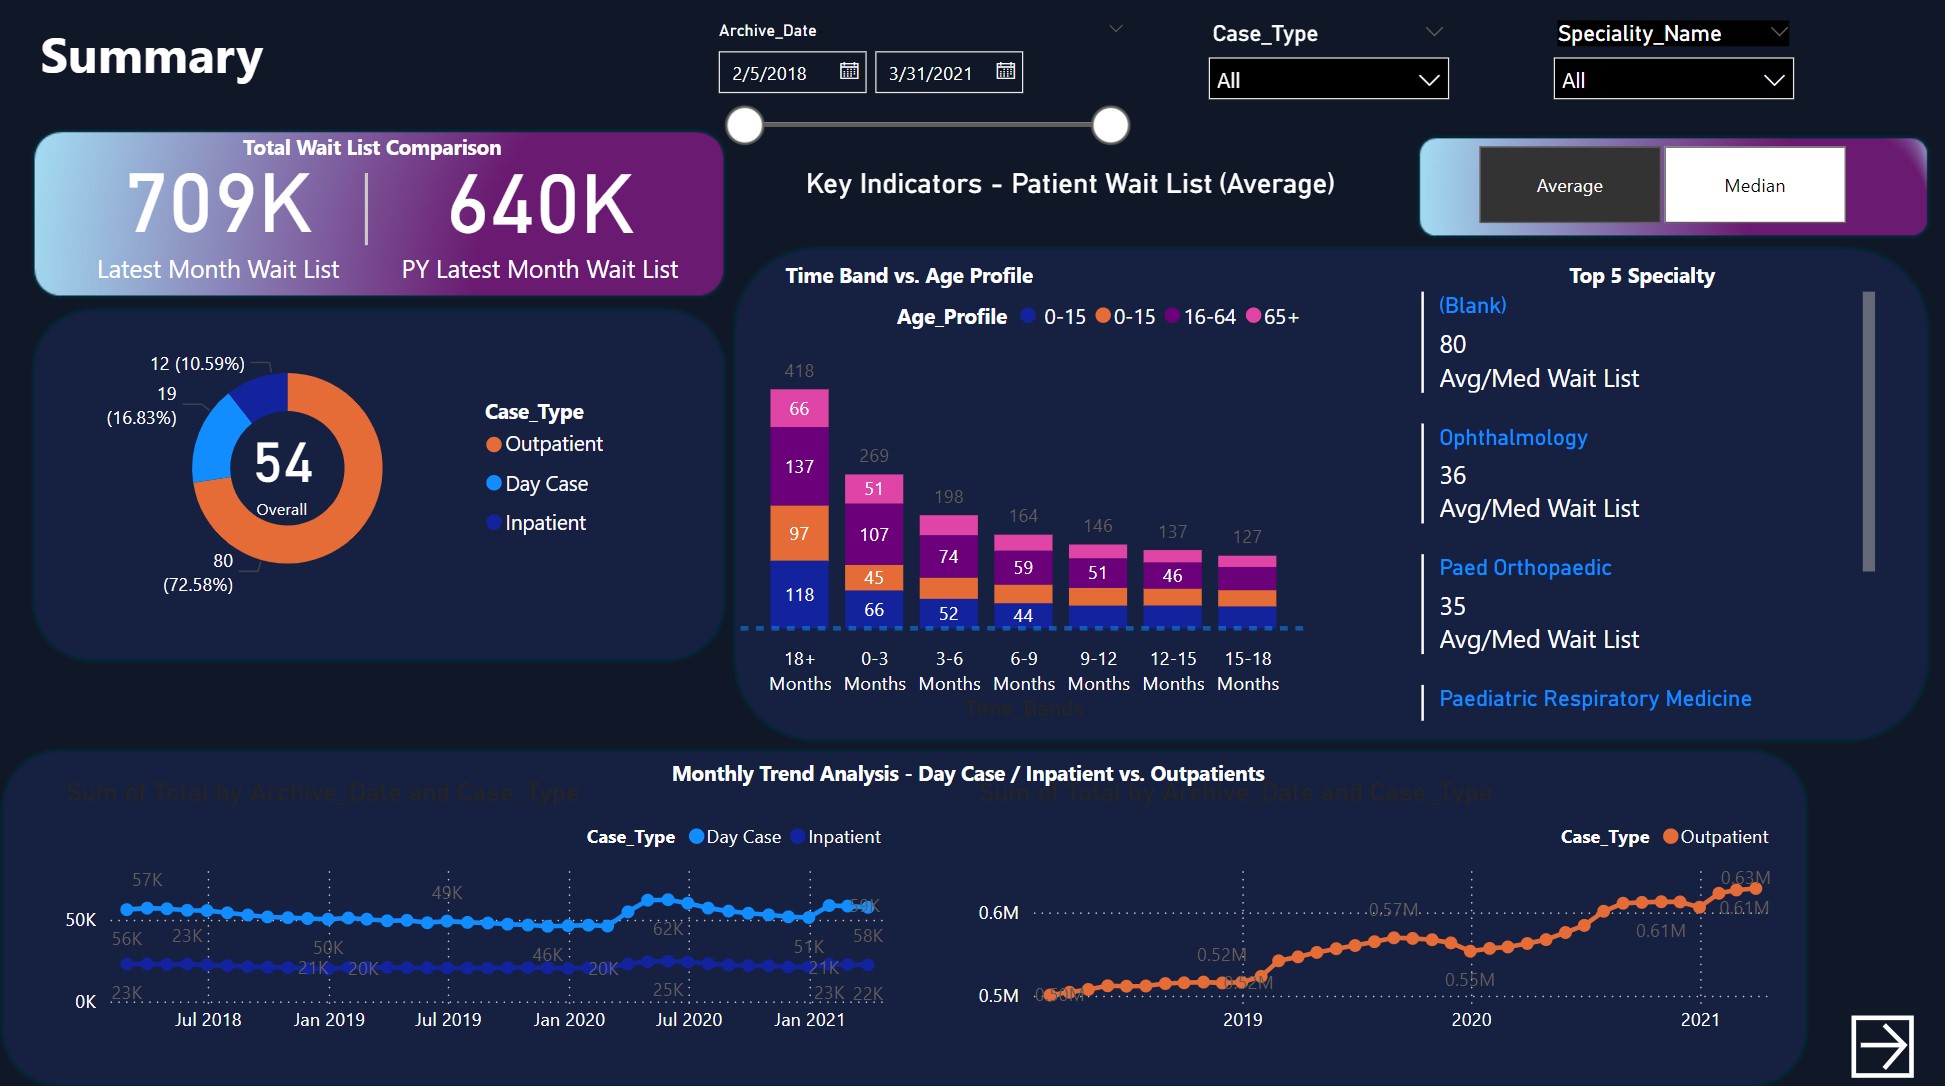 Summary
Archive_Date
2/5/2018
3/31/2021
Case_Type
All
Speciality_Name
All
Total Wait List Comparison
709K
640K
Latest Month Wait List
PY Latest Month Wait List
Key Indicators - Patient Wait List (Average)
Average
Median
12 (10.59%)
19
(16.83%)
54
Overall
80
(72.58%)
Case_Type
Outpatient
Day Case
Inpatient
Time Band vs. Age Profile
Age_Profile 0-15 0-15 16-64 65+
418
66
137
97
118
269
51
107
45
66
198
74
52
164
59
44
146
51
137
46
127
18+
Months
0-3
Months
3-6
Months
6-9
Months
9-12
Months
12-15
Months
15-18
Months
Time_Bands
Top 5 Specialty
(Blank)
80
Avg/Med Wait List
Ophthalmology
36
Avg/Med Wait List
Paed Orthopaedic
35
Avg/Med Wait List
Paediatric Respiratory Medicine
Monthly Trend Analysis - Day Case / Inpatient vs. Outpatients
Sum of Total by Archive_Date and Case_Type
Case_Type Day Case Inpatient
50K
0K
57K
56K
23K
23K
50K
21K
20K
49K
46K
20K
62K
25K
51K
21K
23K
59K
58K
22K
Jul 2018
Jan 2019
Jul 2019
Jan 2020
Jul 2020
Jan 2021
Sum of Total by Archive_Date and Case_Type
Case_Type Outpatient
0.6M
0.5M
0.50M
0.52M
0.52M
0.57M
0.55M
0.61M
0.63M
0.61M
2019
2020
2021